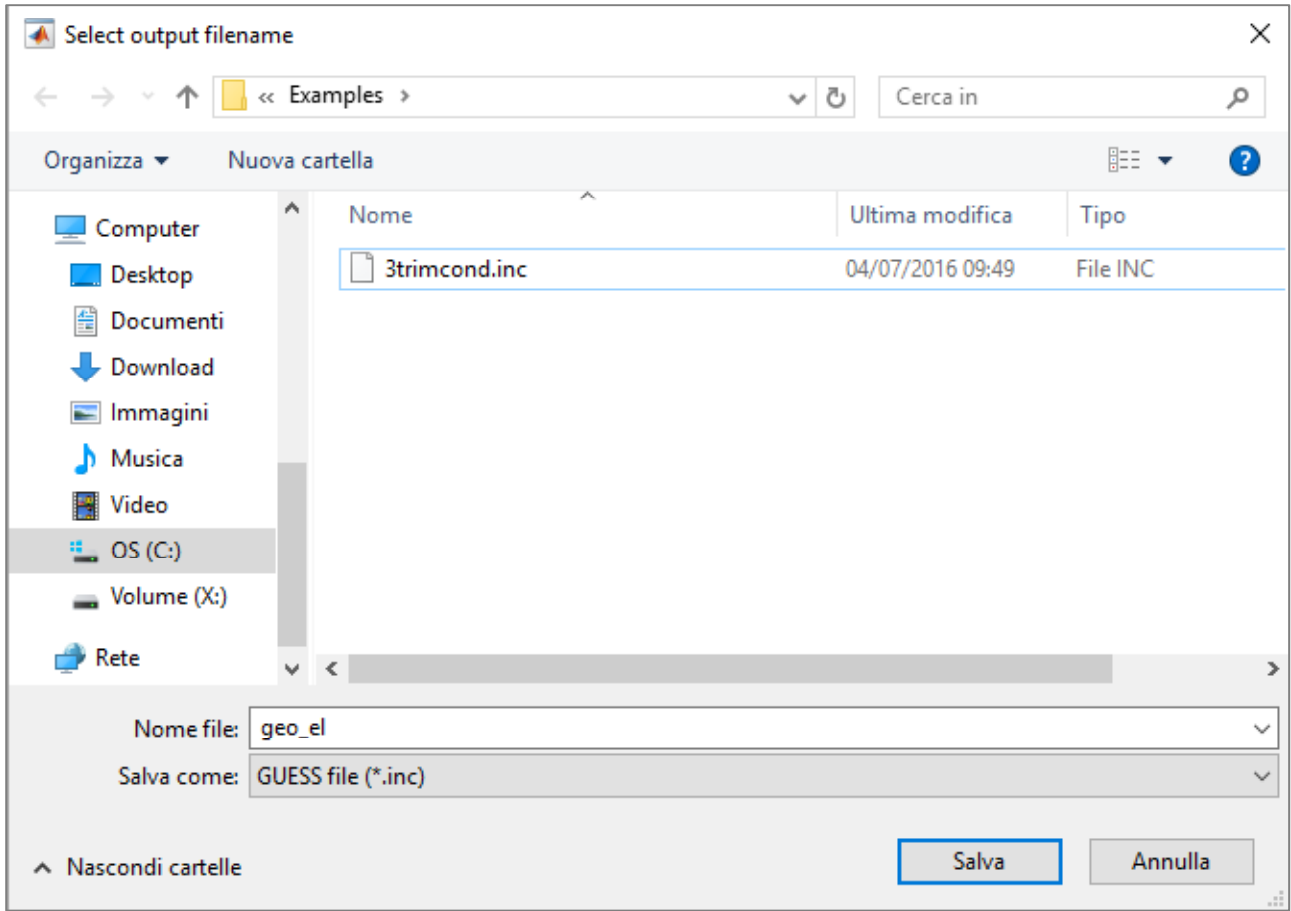 Select output filename
« Examples ›
Cerca in
Organizza
Nuova cartella
?
Computer
Desktop
Documenti
Download
Immagini
Musica
Video
OS (C:)
Volume (X:)
Rete
Nome Ultima modifica Tipo
3trimcond.inc 04/07/2016 09:49 File INC
Nome file: geo_el
Salva come: GUESS file (*.inc)
Nascondi cartelle
Salva
Annulla